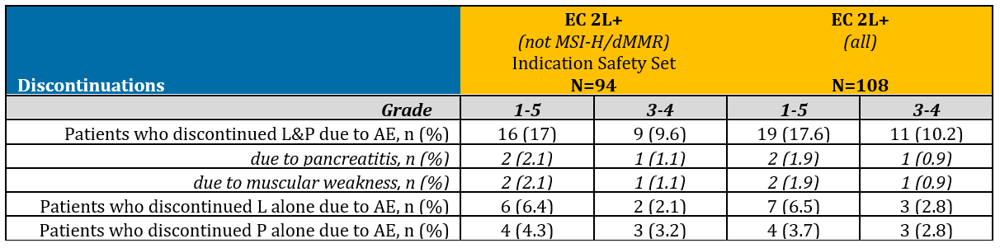 EC 2L+ EC 2L+
(not MSI-H/dMMR) (all)
Indication Safety Set
Discontinuations N=94 N=108
Grade 1-5 3-4 1-5 3-4
Patients who discontinued L&P due to AE, n (%) 16 (17) 9 (9.6) 19 (17.6) 11 (10.2)
due to pancreatitis, n (%) 2 (2.1) 1 (1.1) 2 (1.9) 1 (0.9)
due to muscular weakness, n (%) 2 (2.1) 1 (1.1) 2 (1.9) 1 (0.9)
Patients who discontinued L alone due to AE, n (%) 6 (6.4) 2 (2.1) 7 (6.5) 3 (2.8)
Patients who discontinued P alone due to AE, n (%) 4 (4.3) 3 (3.2) 4 (3.7) 3 (2.8)